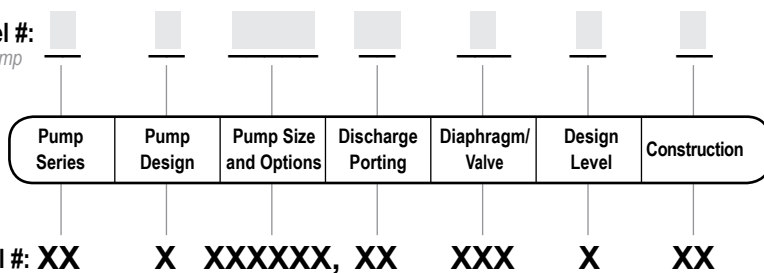 el #:
mp
Pump Series
Pump Design
Pump Size and Options
Discharge Porting
Diaphragm/ Valve
Design Level
Construction
l #: XX X XXXXXX, XX XXX X XX